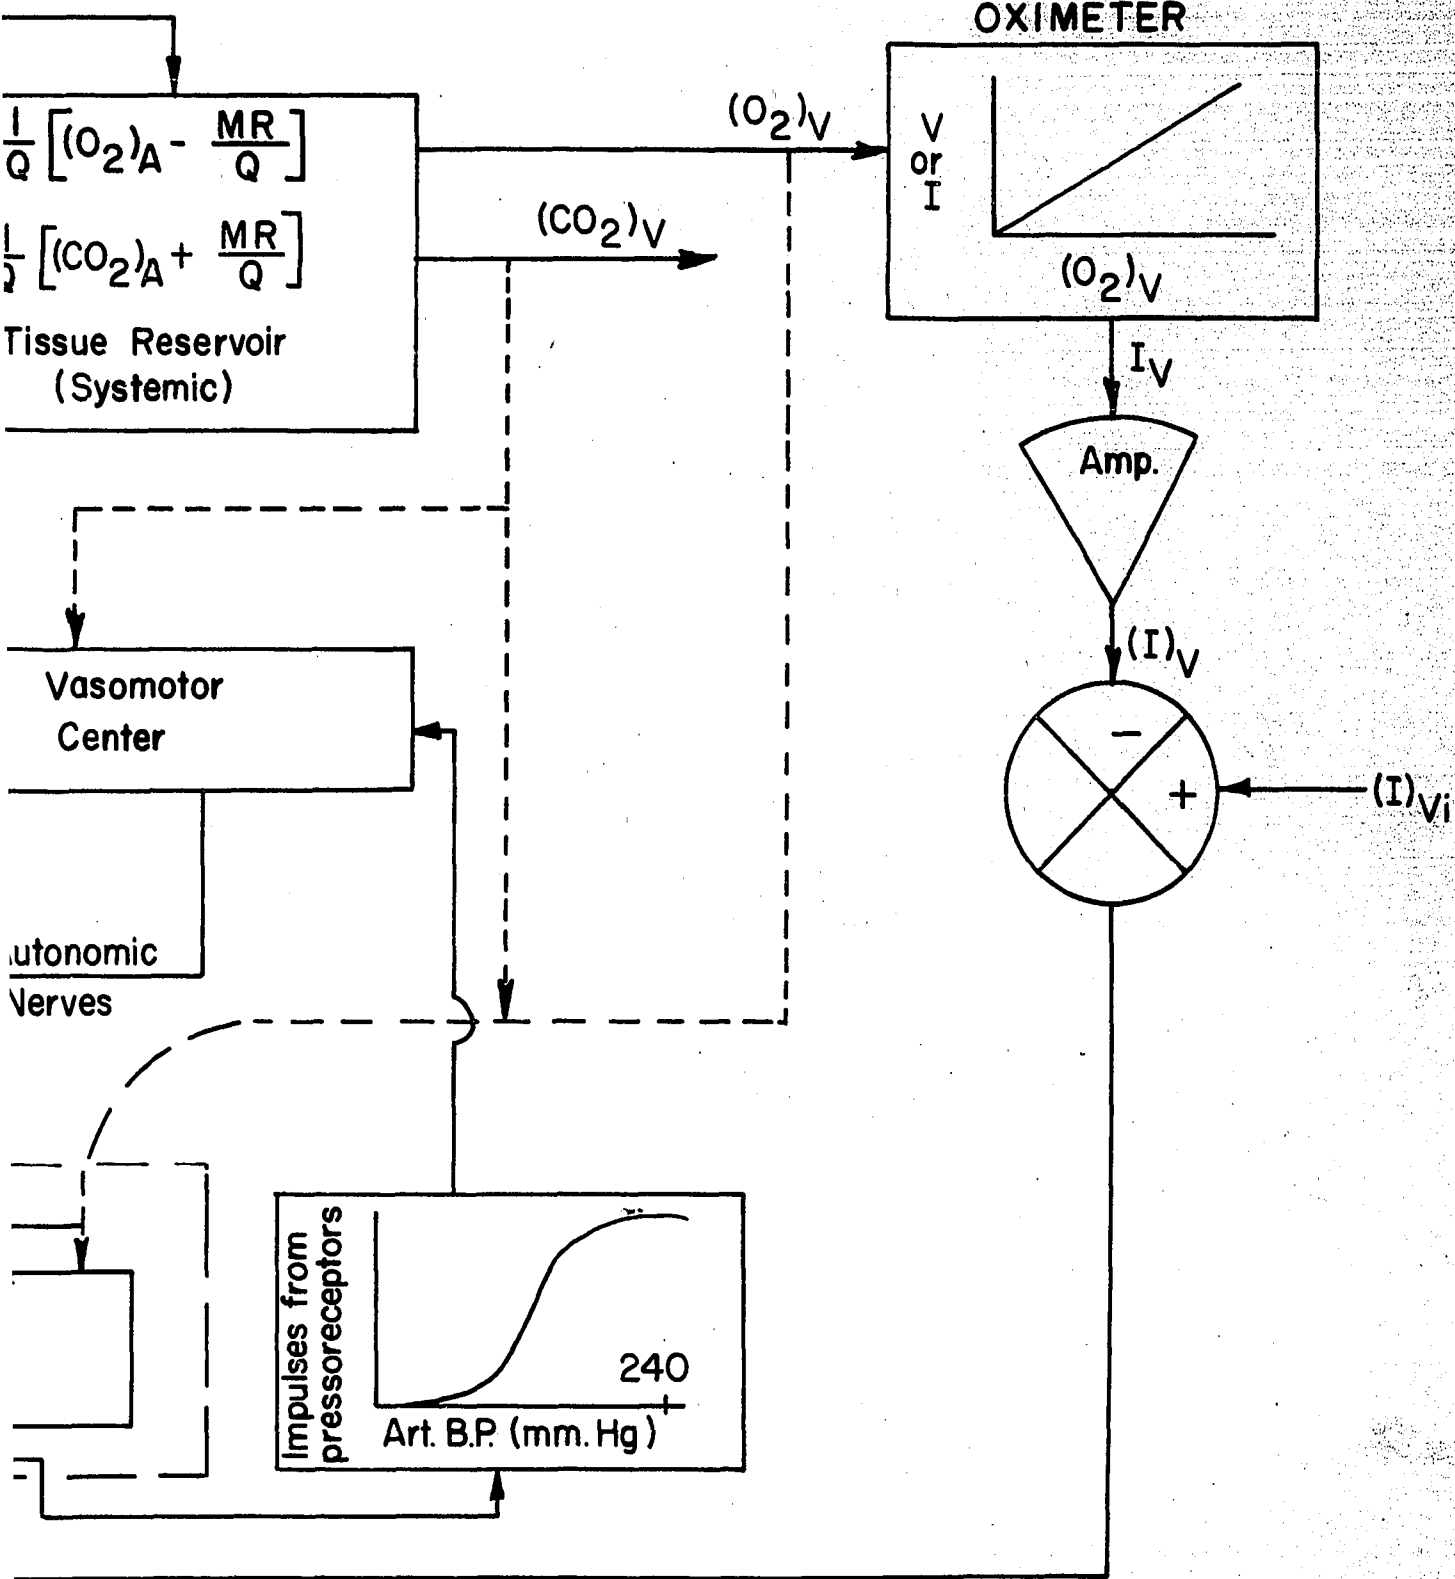 OXIMETER
1/Q [(O₂)A - MR/Q]
(O₂)V
V
or
I
(O₂)V
[(CO₂)A + MR/Q]
(CO₂)V
Tissue Reservoir
(Systemic)
IV
Amp.
(I)V
Vasomotor
Center
-
+
(I)Vi
utonomic
Nerves
Impulses from
pressoreceptors
240
Art. B.P. (mm. Hg)